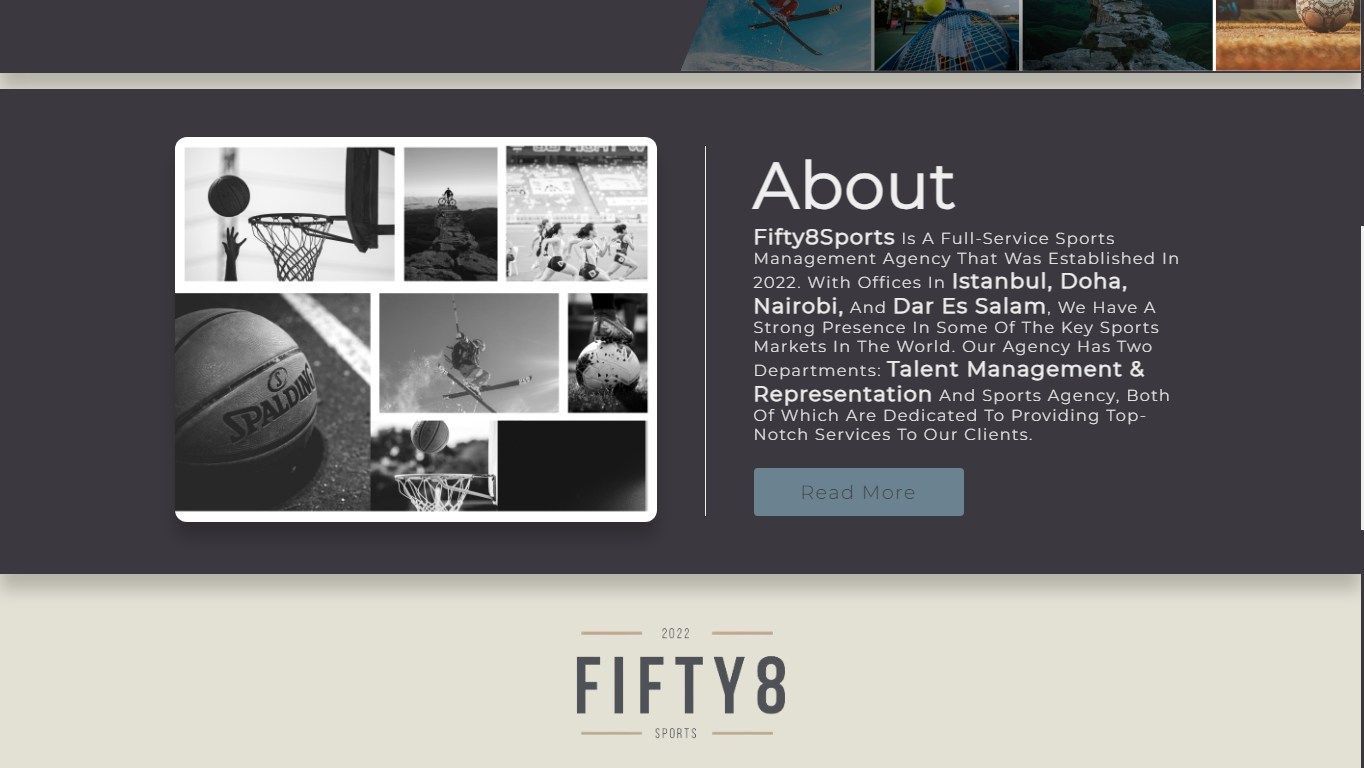 About
Fifty8Sports Is A Full-Service Sports
Management Agency That Was Established In
2022. With Offices In Istanbul, Doha,
Nairobi, And Dar Es Salam, We Have A
Strong Presence In Some Of The Key Sports
Markets In The World. Our Agency Has Two
Departments: Talent Management &
Representation And Sports Agency, Both
Of Which Are Dedicated To Providing Top-
Notch Services To Our Clients.
Read More
SPALDING
2022
FIFTY8
SPORTS